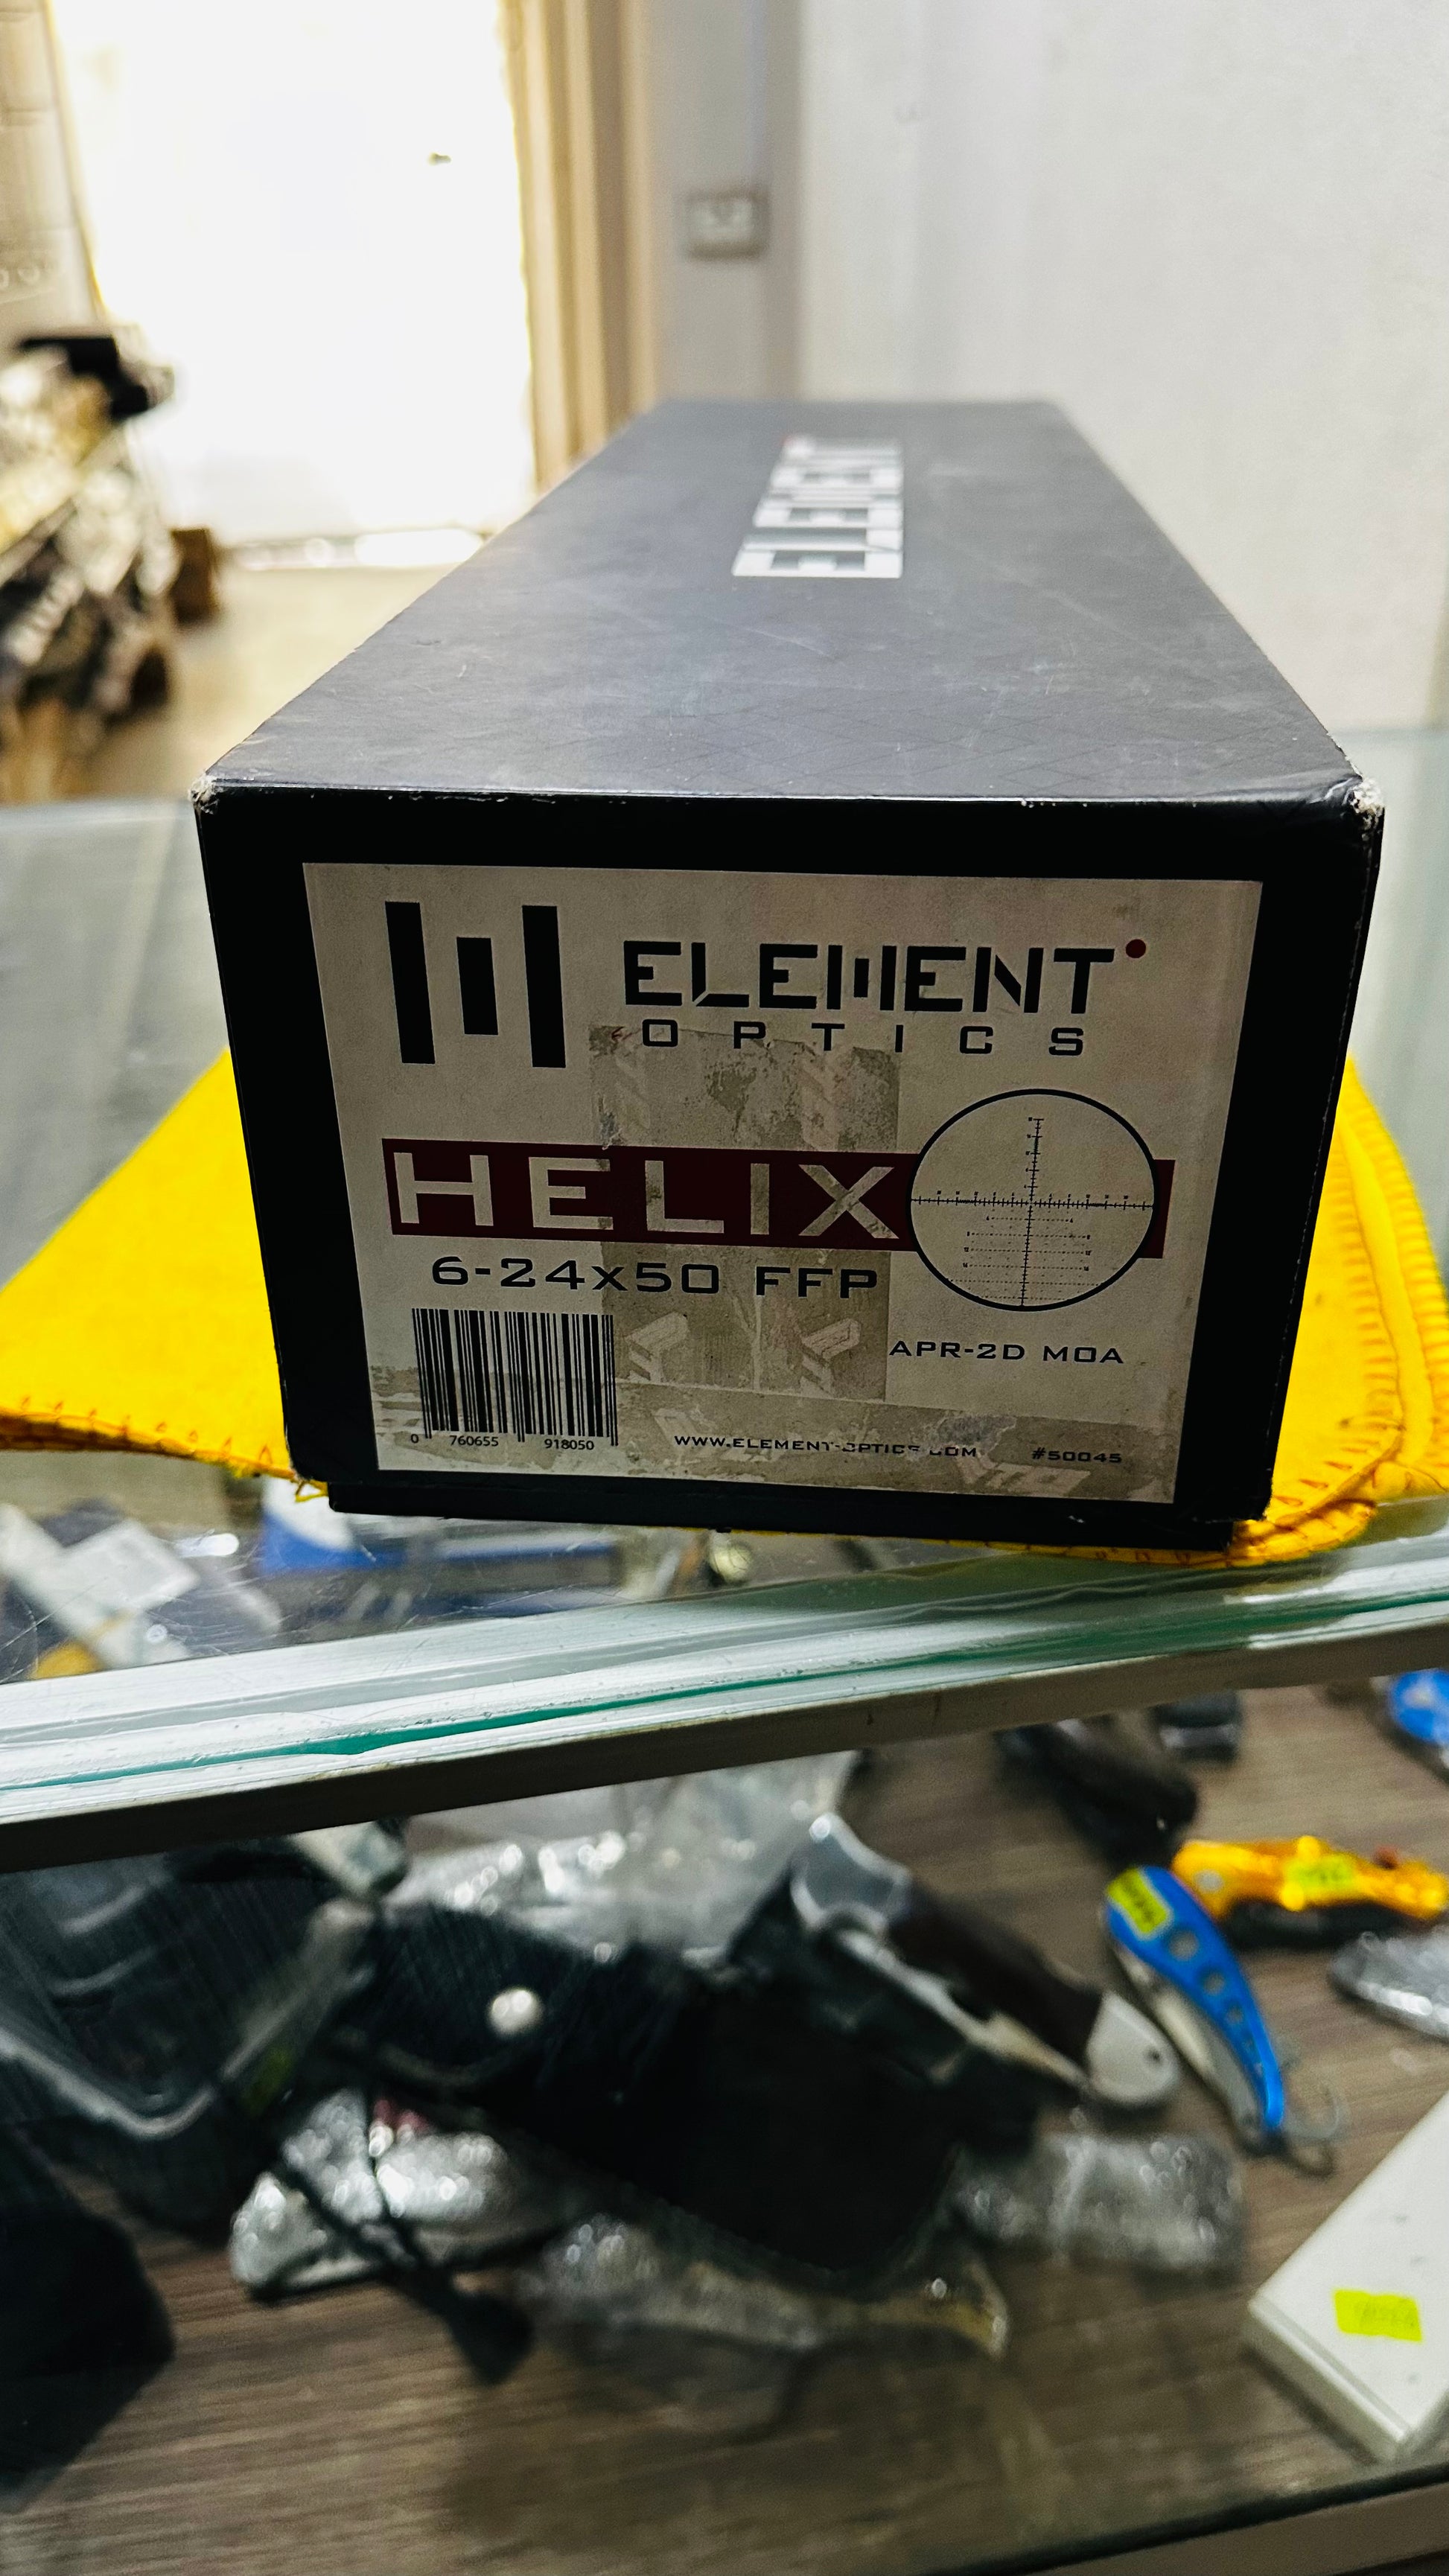 ELEMENT
ELEMENT
OPTICS
HELIX
6-24x50 FFP
APR-2D MOA
0 760655 918050
WWW.ELEMENT-OPTICS.COM #50045